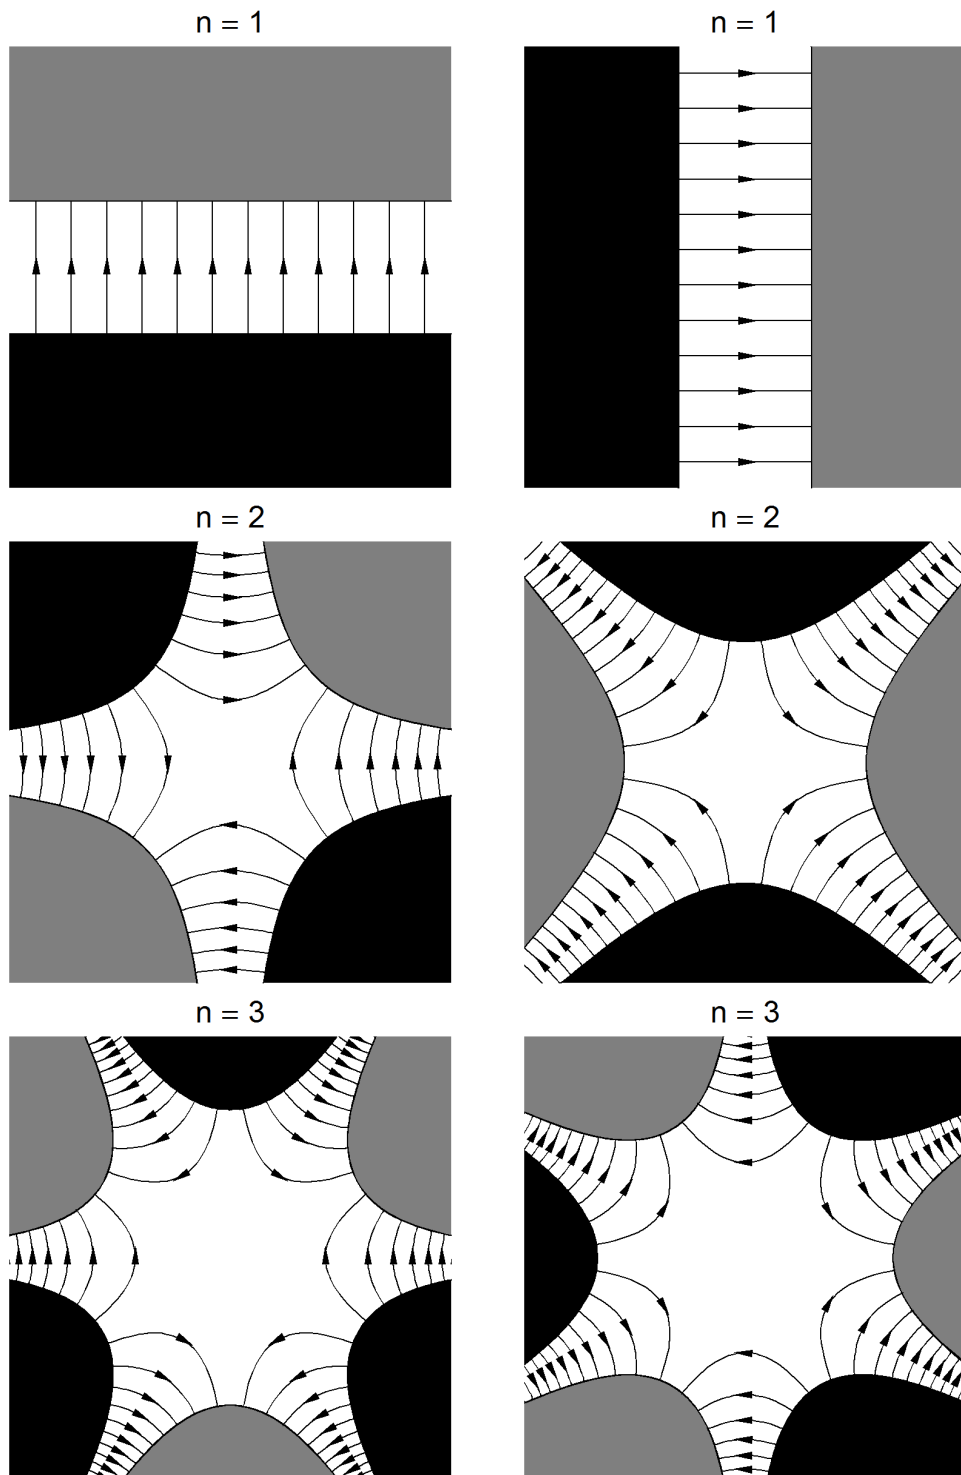 n = 1
n = 1
n = 2
n = 2
n = 3
n = 3